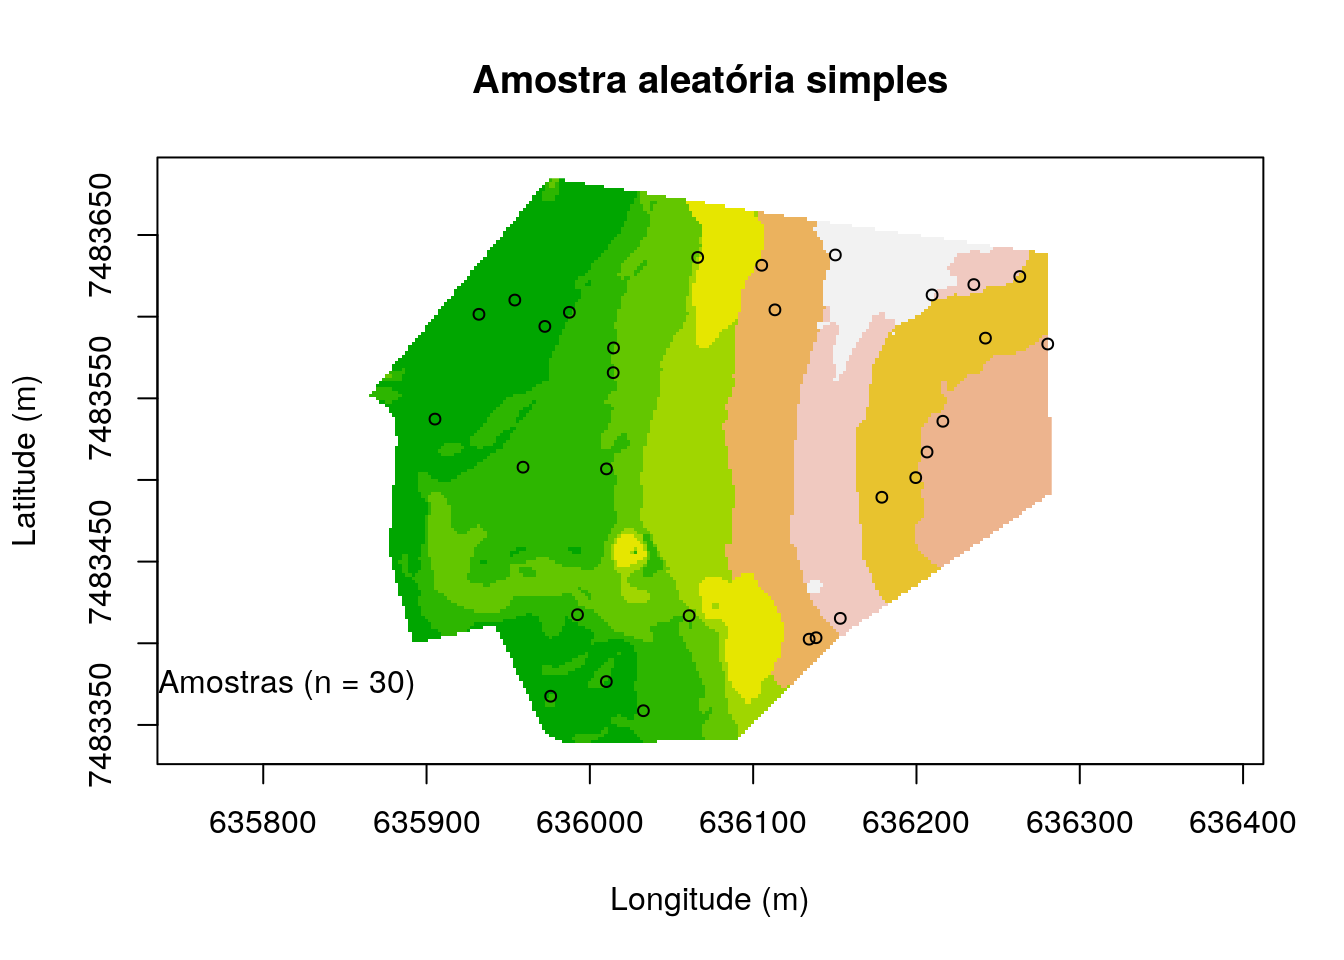 Amostra aleatória simples
Latitude (m)
7483650
7483550
7483450
7483350
Amostras (n = 30)
635800 635900 636000 636100 636200 636300 636400
Longitude (m)